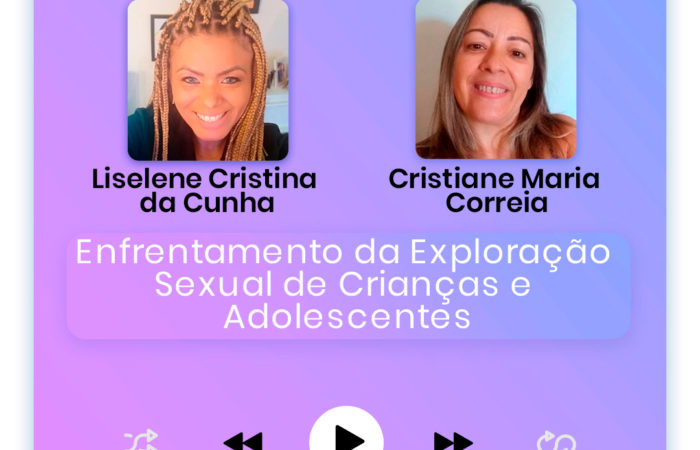 Liselene Cristina
da Cunha
Cristiane Maria
Correia
Enfrentamento da Exploração
Sexual de Crianças e
Adolescentes